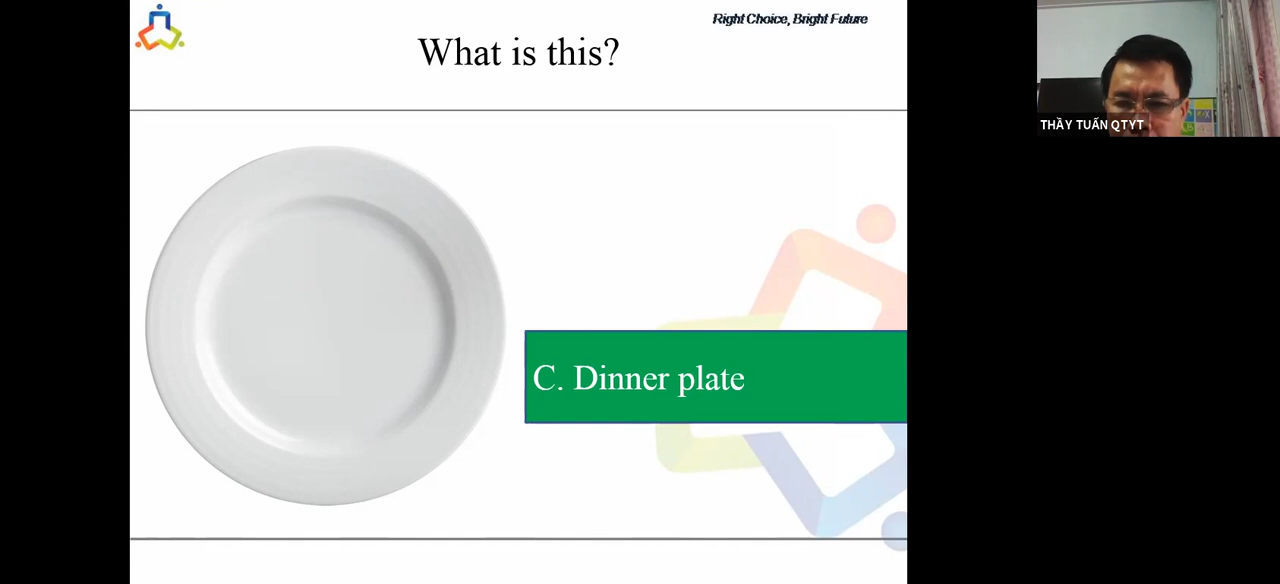 Right Choice, Bright Future
What is this?
THẦY TUẤN QTYT
C. Dinner plate